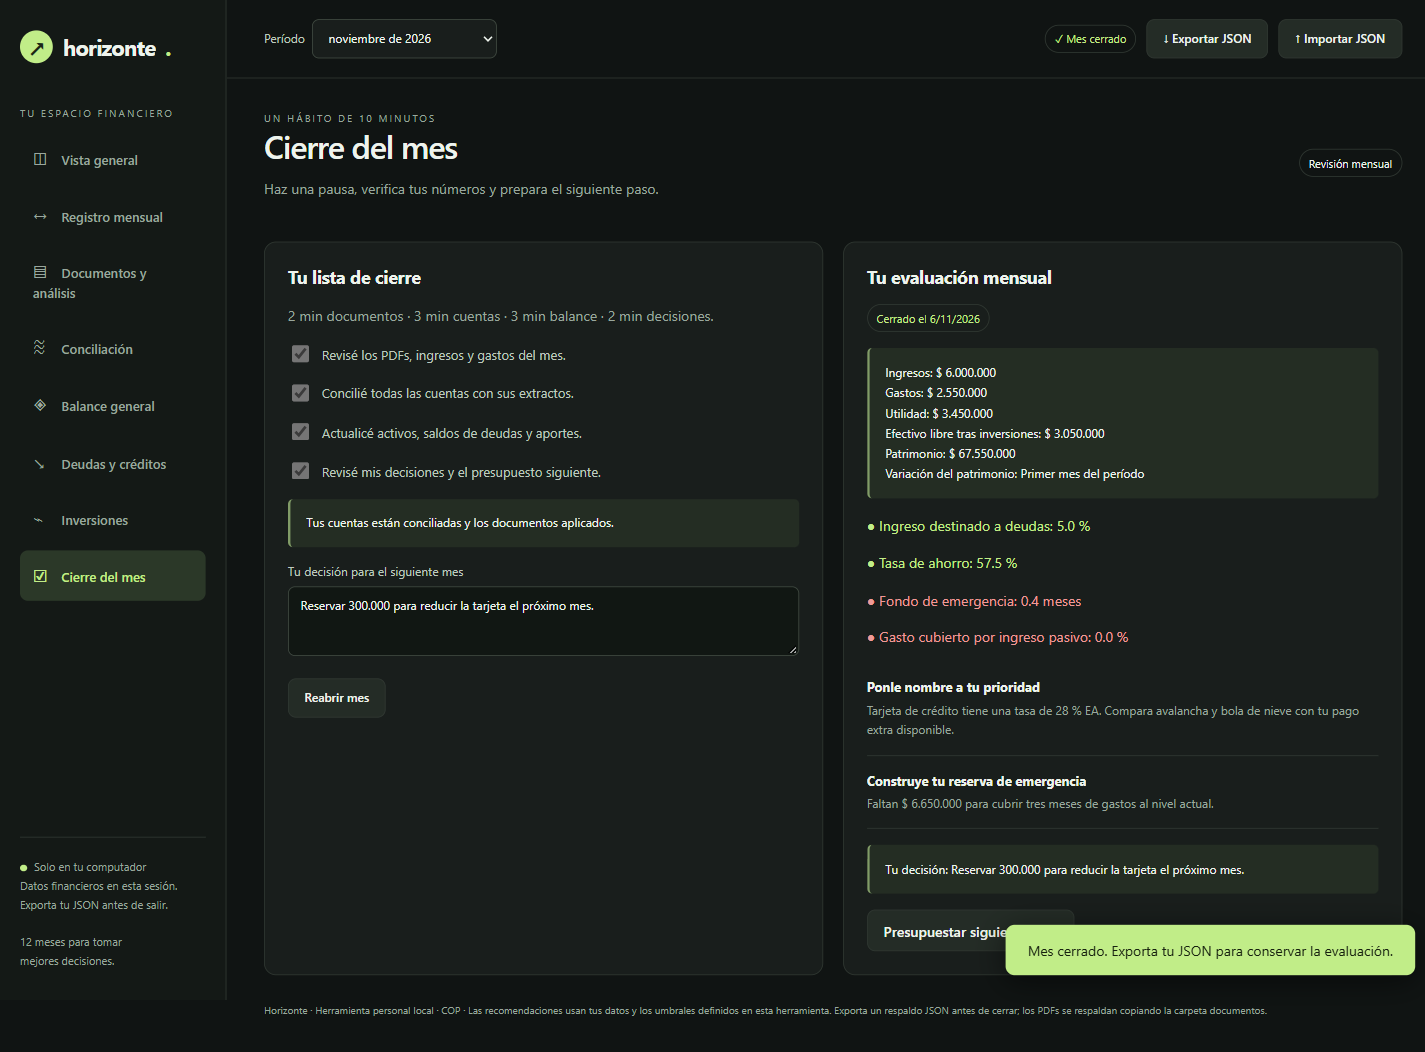 horizonte .
TU ESPACIO FINANCIERO
Vista general
Registro mensual
Documentos y
análisis
Conciliación
Balance general
Deudas y créditos
Inversiones
Cierre del mes
Solo en tu computador
Datos financieros en esta sesión.
Exporta tu JSON antes de salir.
12 meses para tomar
mejores decisiones.
Período
noviembre de 2026
✓ Mes cerrado
↓ Exportar JSON
↑ Importar JSON
UN HÁBITO DE 10 MINUTOS
Cierre del mes
Haz una pausa, verifica tus números y prepara el siguiente paso.
Revisión mensual
Tu lista de cierre
2 min documentos · 3 min cuentas · 3 min balance · 2 min decisiones.
Revisé los PDFs, ingresos y gastos del mes.
Concilié todas las cuentas con sus extractos.
Actualicé activos, saldos de deudas y aportes.
Revisé mis decisiones y el presupuesto siguiente.
Tus cuentas están conciliadas y los documentos aplicados.
Tu decisión para el siguiente mes
Reservar 300.000 para reducir la tarjeta el próximo mes.
Reabrir mes
Tu evaluación mensual
Cerrado el 6/11/2026
Ingresos: $ 6.000.000
Gastos: $ 2.550.000
Utilidad: $ 3.450.000
Efectivo libre tras inversiones: $ 3.050.000
Patrimonio: $ 67.550.000
Variación del patrimonio: Primer mes del período
● Ingreso destinado a deudas: 5.0 %
● Tasa de ahorro: 57.5 %
● Fondo de emergencia: 0.4 meses
● Gasto cubierto por ingreso pasivo: 0.0 %
Ponle nombre a tu prioridad
Tarjeta de crédito tiene una tasa de 28 % EA. Compara avalancha y bola de nieve con tu pago
extra disponible.
Construye tu reserva de emergencia
Faltan $ 6.650.000 para cubrir tres meses de gastos al nivel actual.
Tu decisión: Reservar 300.000 para reducir la tarjeta el próximo mes.
Presupuestar
Mes cerrado. Exporta tu JSON para conservar la evaluación.
Horizonte · Herramienta personal local · COP · Las recomendaciones usan tus datos y los umbrales definidos en esta herramienta. Exporta un respaldo JSON antes de cerrar; los PDFs se respaldan copiando la carpeta documentos.